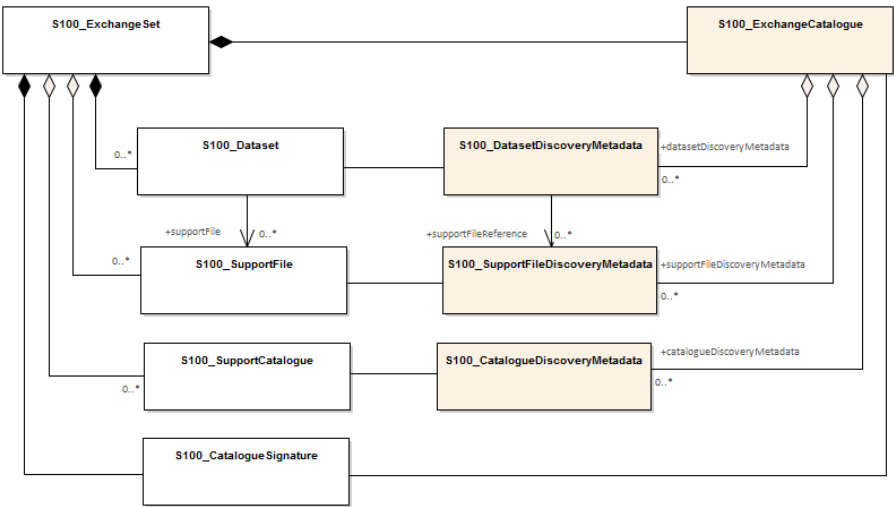 S100_ExchangeSet
S100_ExchangeCatalogue
S100_Dataset
S100_DatasetDiscoveryMetadata
+datasetDiscoveryMetadata
0..*
0..*
+supportFile
0..*
+supportFileReference
0..*
S100_SupportFile
S100_SupportFileDiscoveryMetadata
+supportFileDiscoveryMetadata
0..*
0..*
S100_SupportCatalogue
S100_CatalogueDiscoveryMetadata
+catalogueDiscoveryMetadata
0..*
0..*
S100_CatalogueSignature